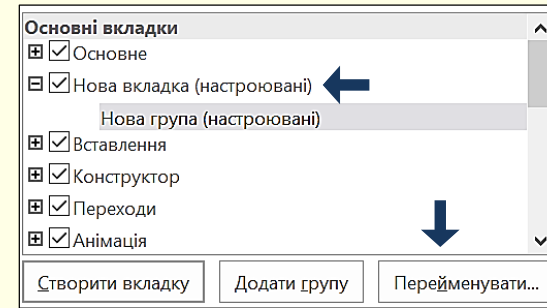 Основні вкладки
Основне
Нова вкладка (настроювані)
Нова група (настроювані)
Вставлення
Конструктор
Переходи
Анімація
Створити вкладку Додати групу Перейменувати...